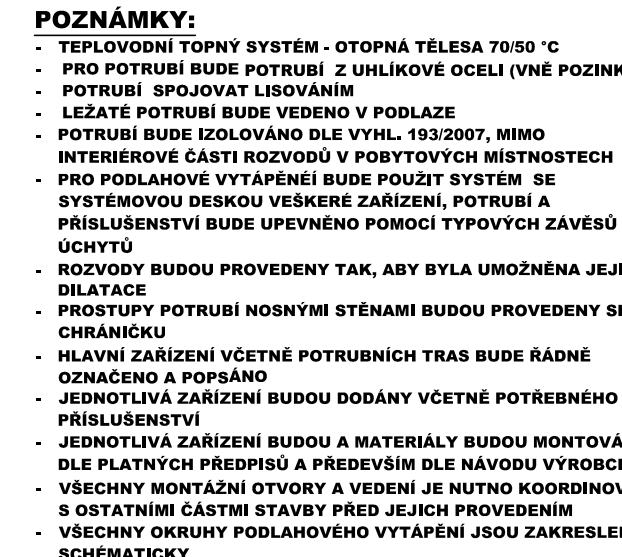 POZNÁMKY:
- TEPLOVODNÍ TOPNÝ SYSTÉM - OTOPNÁ TĚLESA 70/50 °C
- PRO POTRUBÍ BUDE POTRUBÍ Z UHLÍKOVÉ OCELI (VNĚ POZINK
- POTRUBÍ SPOJOVAT LISOVÁNÍM
- LEŽATÉ POTRUBÍ BUDE VEDENO V PODLAZE
- POTRUBÍ BUDE IZOLOVÁNO DLE VYHL. 193/2007, MIMO
INTERIÉROVÉ ČÁSTI ROZVODŮ V POBYTOVÝCH MÍSTNOSTECH
- PRO PODLAHOVÉ VYTÁPĚNÉÍ BUDE POUŽIT SYSTÉM SE
SYSTÉMOVOU DESKOU VEŠKERÉ ZAŘÍZENÍ, POTRUBÍ A
PŘÍSLUŠENSTVÍ BUDE UPEVNĚNO POMOCÍ TYPOVÝCH ZÁVĚSŮ
ÚCHYTŮ
- ROZVODY BUDOU PROVEDENY TAK, ABY BYLA UMOŽNĚNA JEJÍ
DILATACE
- PROSTUPY POTRUBÍ NOSNÝMI STĚNAMI BUDOU PROVEDENY
CHRÁNIČKU
- HLAVNÍ ZAŘÍZENÍ VČETNĚ POTRUBNÍCH TRAS BUDE ŘÁDNĚ
OZNAČENO A POPSÁNO
- JEDNOTLIVÁ ZAŘÍZENÍ BUDOU DODÁNY VČETNĚ POTŘEBNÉHO
PŘÍSLUŠENSTVÍ
- JEDNOTLIVÁ ZAŘÍZENÍ BUDOU A MATERIÁLY BUDOU MONTOVÁ
DLE PLATNÝCH PŘEDPISŮ A PŘEDEVŠÍM DLE NÁVODU VÝROBC
- VŠECHNY MONTÁŽNÍ OTVORY A VEDENÍ JE NUTNO KOORDINOV
S OSTATNÍMI ČÁSTMI STAVBY PŘED JEJICH PROVEDENÍM
- VŠECHNY OKRUHY PODLAHOVÉHO VYTÁPĚNÍ JSOU ZAKRESLE
SCHÉMATICKY